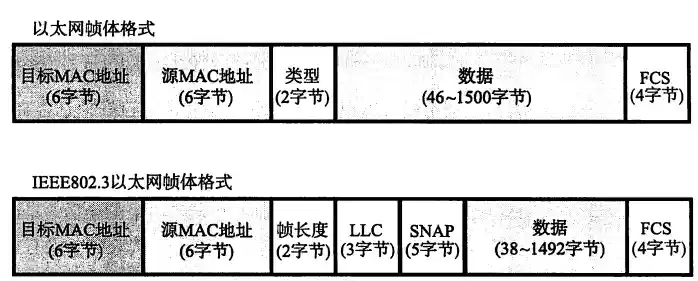 以太网帧体格式
目标MAC地址 源MAC地址 类型 数据 FCS
(6字节) (6字节) (2字节) (46~1500字节) (4字节)
IEEE802.3以太网帧体格式
目标MAC地址 源MAC地址 帧长度 LLC SNAP 数据 FCS
(6字节) (6字节) (2字节) (3字节) (5字节) (38~1492字节) (4字节)